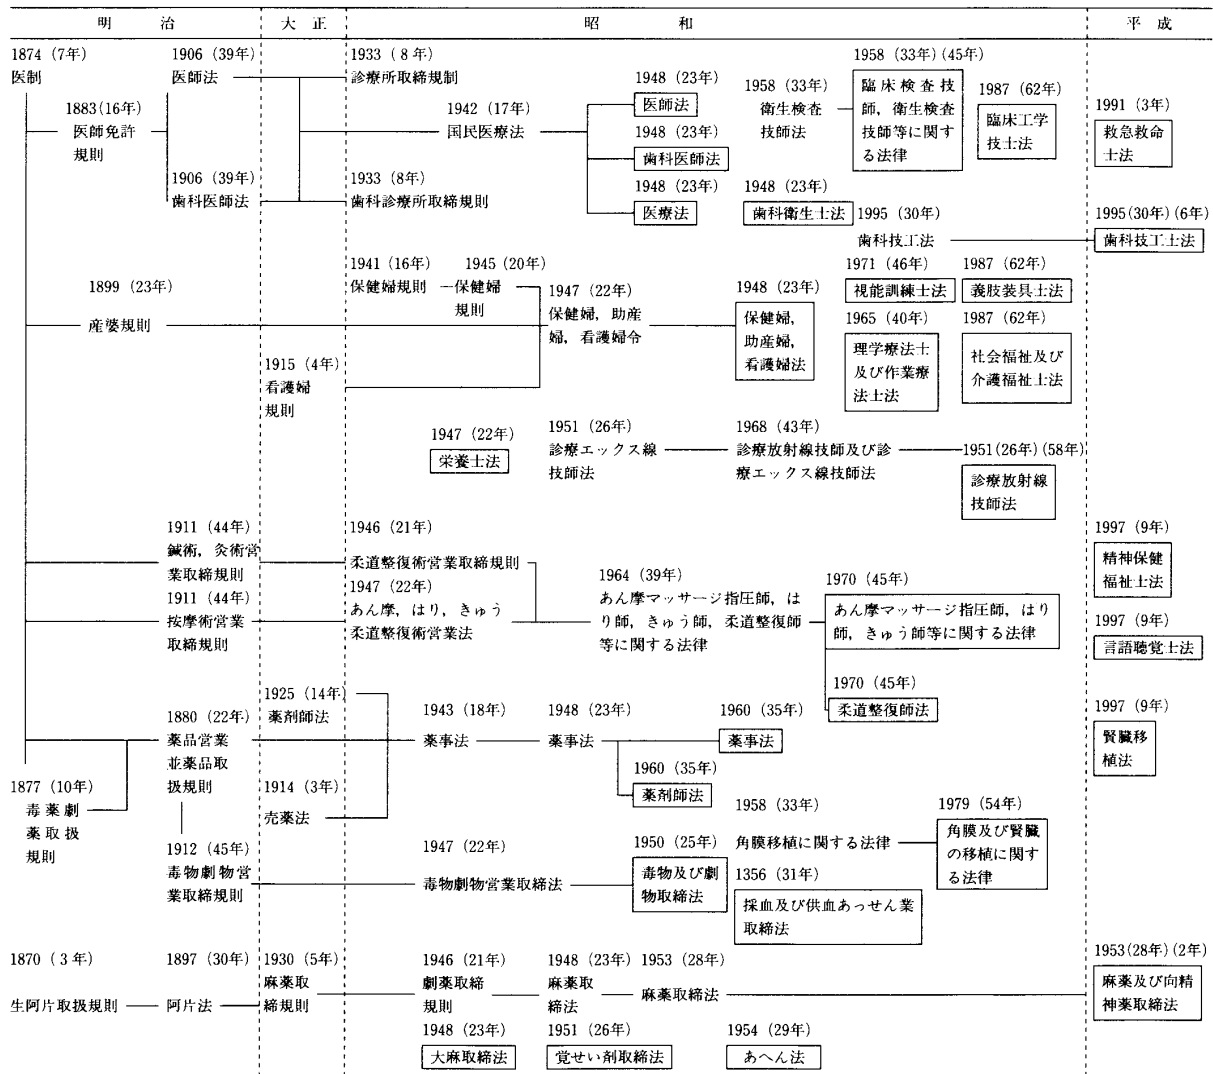 明治
大正
昭和
平成
1874 (7年)
医制
1906 (39年)
医師法
1933 (8年)
診療所取締規制
1883(16年)
医師免許
規則
1942 (17年)
国民医療法
1948 (23年)
医師法
1948 (23年)
歯科医師法
1948 (23年)
医療法
1958 (33年)
衛生検査
技師法
1958 (33年)(45年)
臨床検査技
師,衛生検査
技師等に関す
る法律
1987 (62年)
臨床工学
技士法
1991 (3年)
救急救命
士法
1906 (39年)
歯科医師法
1933 (8年)
歯科診療所取締規則
1948 (23年)
歯科衛生士法
1995 (30年)
歯科技工法
1995(30年)(6年)
歯科技工士法
1899 (23年)
産婆規則
1941 (16年)
保健婦規則
1945 (20年)
保健婦
規則
1947 (22年)
保健婦,助産
婦,看護婦令
1948 (23年)
保健婦,
助産婦,
看護婦法
1971 (46年)
視能訓練士法
1987 (62年)
義肢装具士法
1965 (40年)
理学療法士
及び作業療
法士法
1987 (62年)
社会福祉及び
介護福祉士法
1915 (4年)
看護婦
規則
1947 (22年)
栄養士法
1951 (26年)
診療エックス線
技師法
1968 (43年)
診療放射線技師及び診
療エックス線技師法
1951(26年)(58年)
診療放射線
技師法
1911 (44年)
鍼術,灸術営
業取締規則
1946 (21年)
柔道整復術営業取締規則
1911 (44年)
按摩術営業
取締規則
1947 (22年)
あん摩,はり,きゅう
柔道整復術営業法
1964 (39年)
あん摩マッサージ指圧師,は
り師,きゅう師,柔道整復師
等に関する法律
1970 (45年)
あん摩マッサージ指圧師,はり
師,きゅう師等に関する法律
1970 (45年)
柔道整復師法
1997 (9年)
精神保健
福祉士法
1997 (9年)
言語聴覚士法
1997 (9年)
賢臓移
植法
1925 (14年)
薬剤師法
1880 (22年)
薬品営業
並薬品取
扱規則
1943 (18年)
薬事法
1948 (23年)
薬事法
1960 (35年)
薬事法
1960 (35年)
薬剤師法
1877 (10年)
毒薬劇
薬取扱
規則
1914 (3年)
売薬法
1912 (45年)
毒物劇物営
業取締規則
1947 (22年)
毒物劇物営業取締法
1950 (25年)
毒物及び劇
物取締法
1958 (33年)
角膜移植に関する法律
1979 (54年)
角膜及び腎臓
の移植に関す
る法律
1356 (31年)
採血及び供血あっせん業
取締法
1870 (3年)
生阿片取扱規則
1897 (30年)
阿片法
1930 (5年)
麻薬取
締規則
1946 (21年)
劇薬取締
規則
1948 (23年)
麻薬取
締法
1953 (28年)
麻薬取締法
1953(28年)(2年)
麻薬及び向精
神薬取締法
1948 (23年)
大麻取締法
1951 (26年)
覚せい剤取締法
1954 (29年)
あへん法